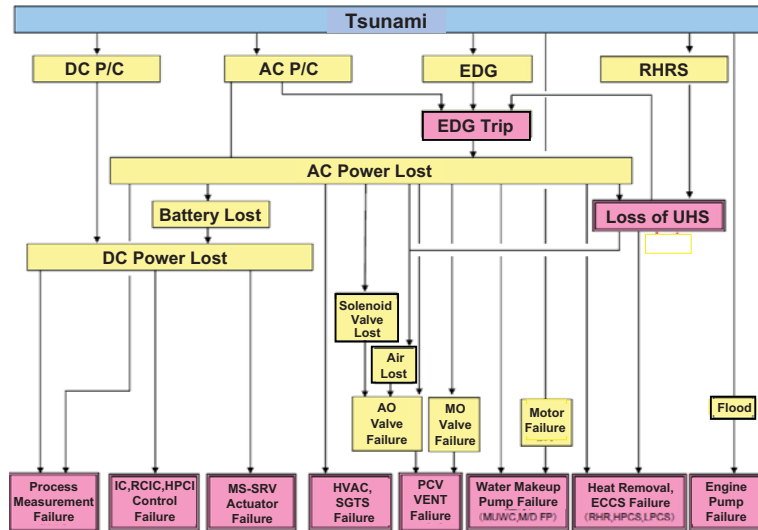 Tsunami
DC P/C
AC P/C
EDG
RHRS
EDG Trip
AC Power Lost
Battery Lost
Loss of UHS
DC Power Lost
Solenoid
Valve
Lost
Air
Lost
AO
Valve
Failure
MO
Valve
Failure
Motor
Failure
Flood
Process
Measurement
Failure
IC,RCIC,HPCI
Control
Failure
MS-SRV
Actuator
Failure
HVAC,
SGTS
Failure
PCV
VENT
Failure
Water Makeup
Pump Failure
(MUWC,M/D FP)
Heat Removal,
ECCS Failure
(RHR,HPCS,LPCS)
Engine
Pump
Failure